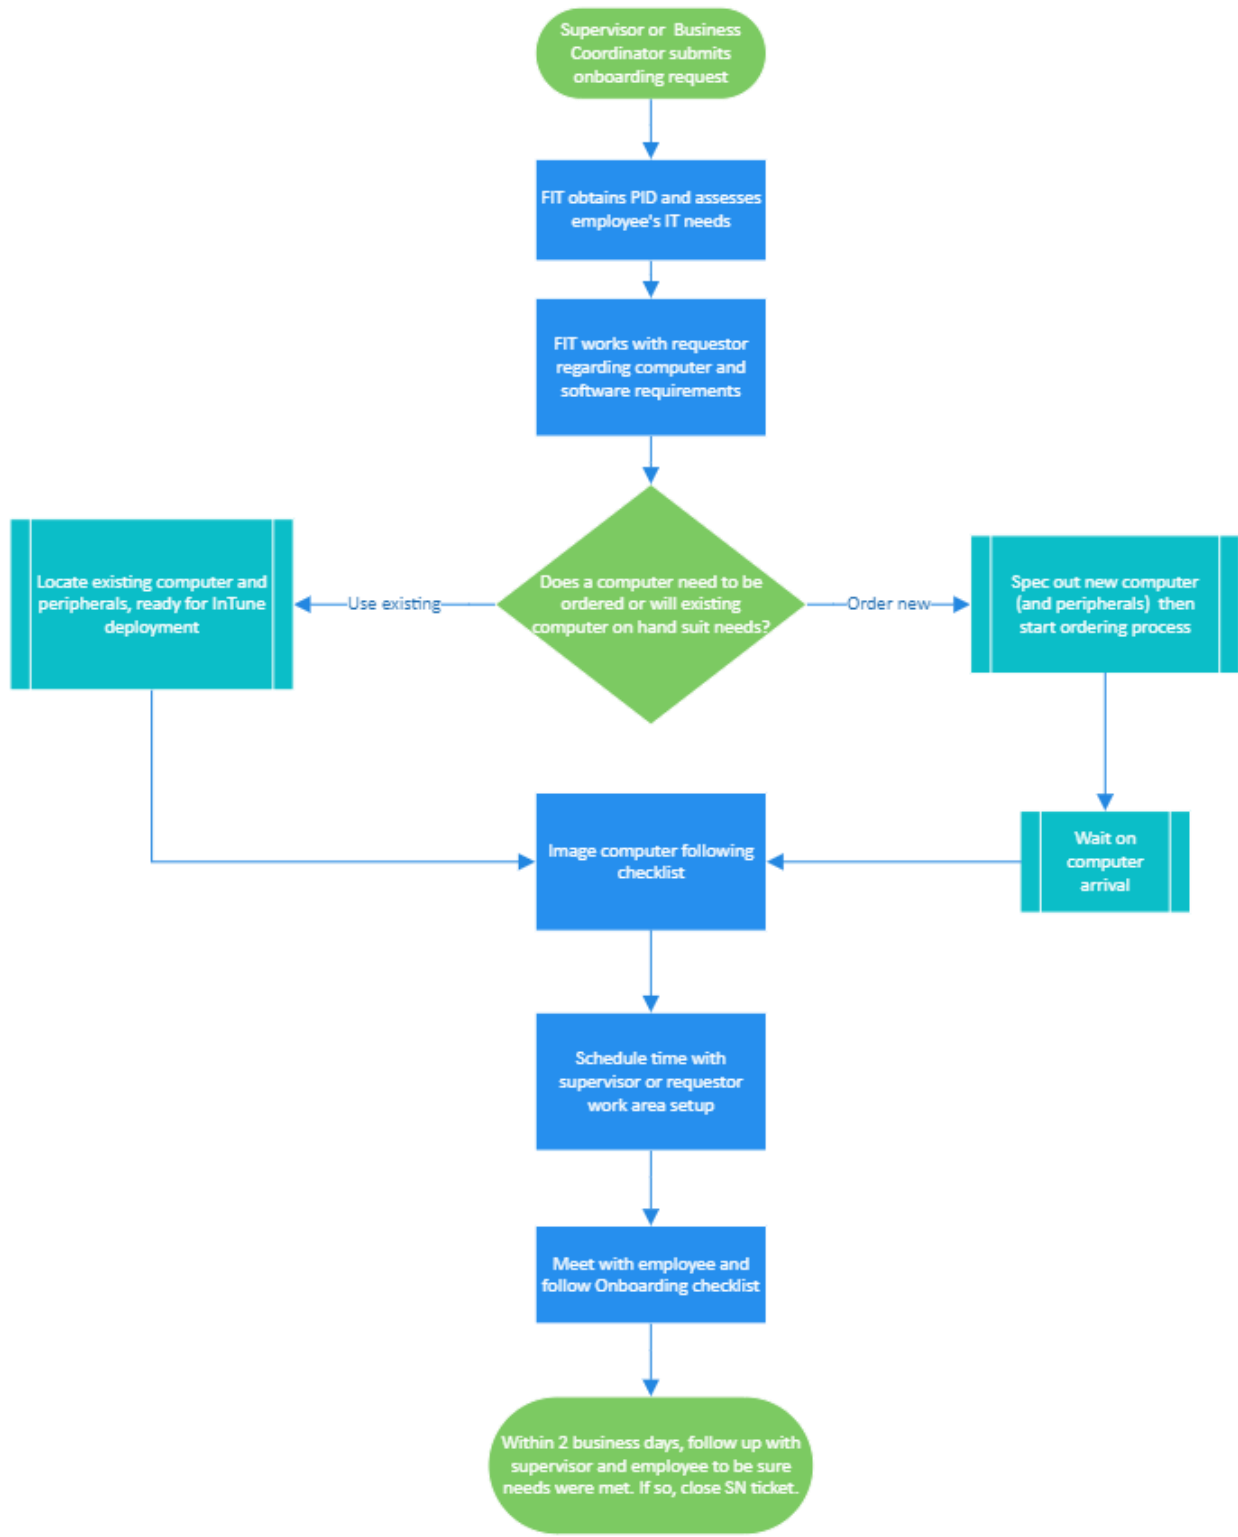 Supervisor or  Business
Coordinator submits
onboarding request
FIT obtains PID and assesses
employee's IT needs
FIT works with requestor
regarding computer and
software requirements
Does a computer need to be
ordered or will existing
computer on hand suit needs?
Use existing
Order new
Locate existing computer and
peripherals, ready for InTune
deployment
Spec out new computer
(and peripherals)  then
start ordering process
Wait on
computer
arrival
Image computer following
checklist
Schedule time with
supervisor or requestor
work area setup
Meet with employee and
follow Onboarding checklist
Within 2 business days, follow up with
supervisor and employee to be sure
needs were met. If so, close SN ticket.